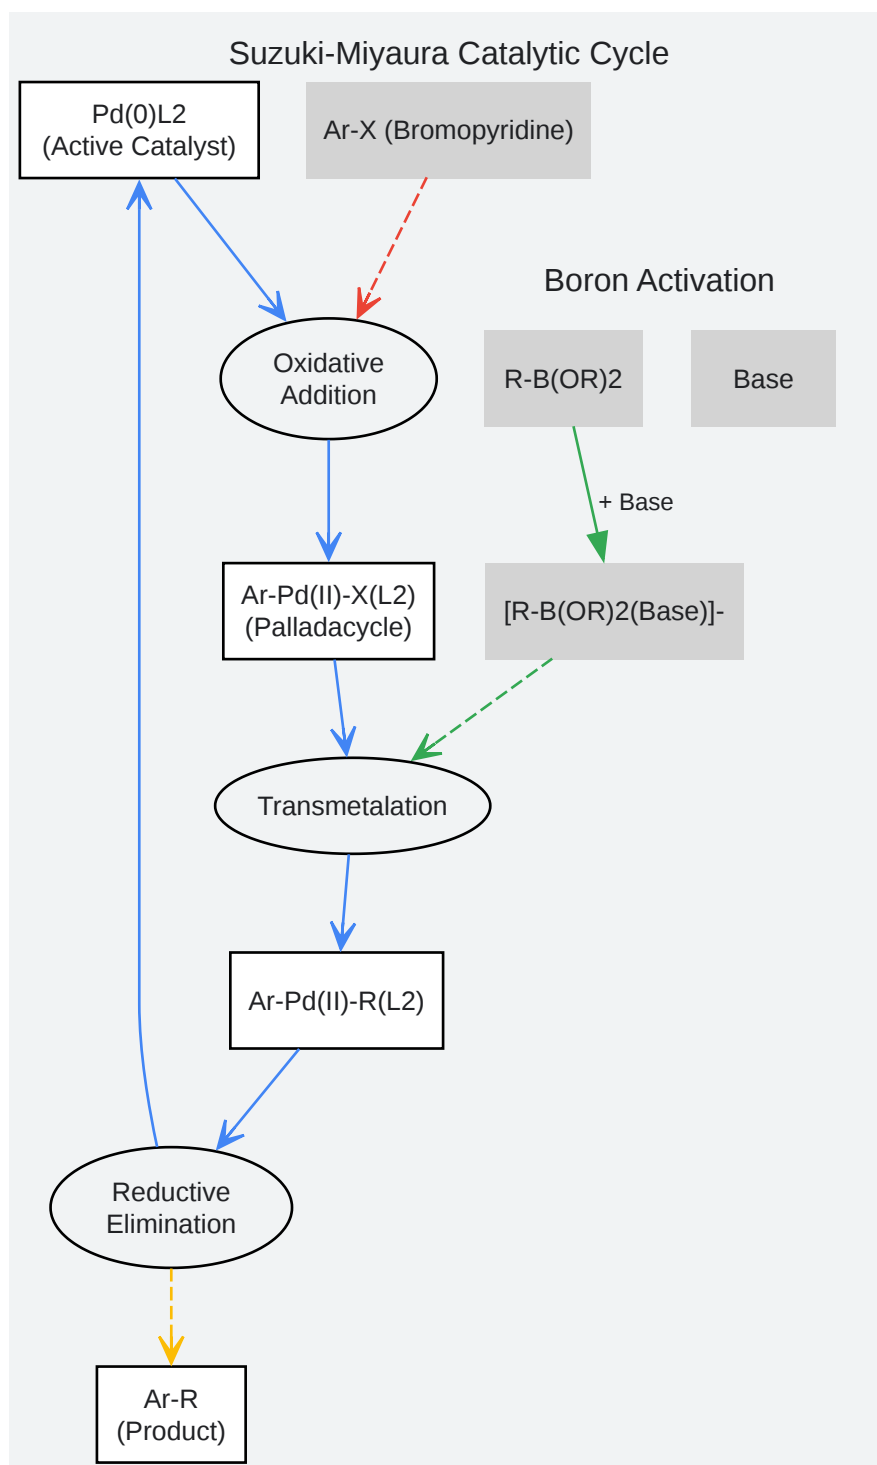 Suzuki-Miyaura Catalytic Cycle
Pd(0)L2
(Active Catalyst)
Ar-X (Bromopyridine)
Boron Activation
Oxidative
Addition
R-B(OR)2
Base
+ Base
Ar-Pd(II)-X(L2)
(Palladacycle)
[R-B(OR)2(Base)]-
Transmetalation
Ar-Pd(II)-R(L2)
Reductive
Elimination
Ar-R
(Product)